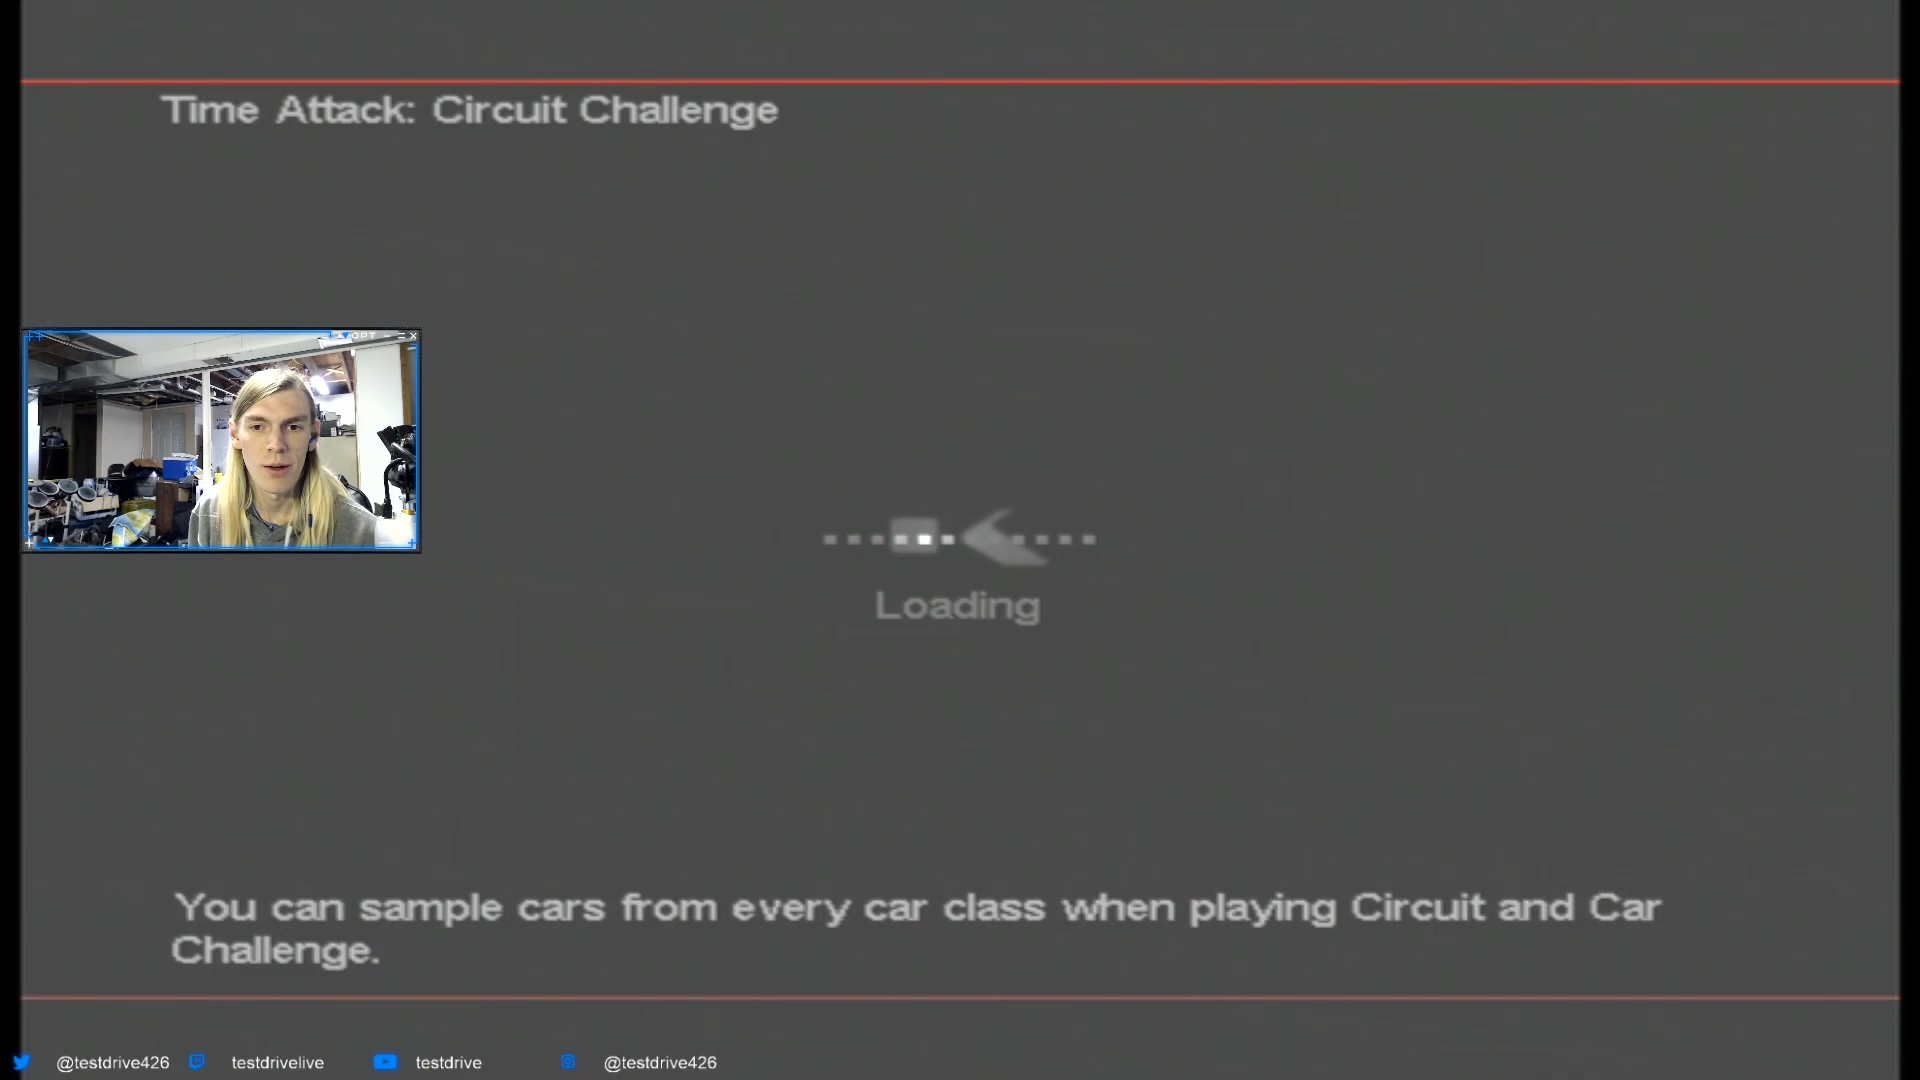 Time Attack: Circuit Challenge
OPT
Loading
You can sample cars from every car class when playing Circuit and Car
Challenge.
@testdrive426 testdrivelive testdrive @testdrive426